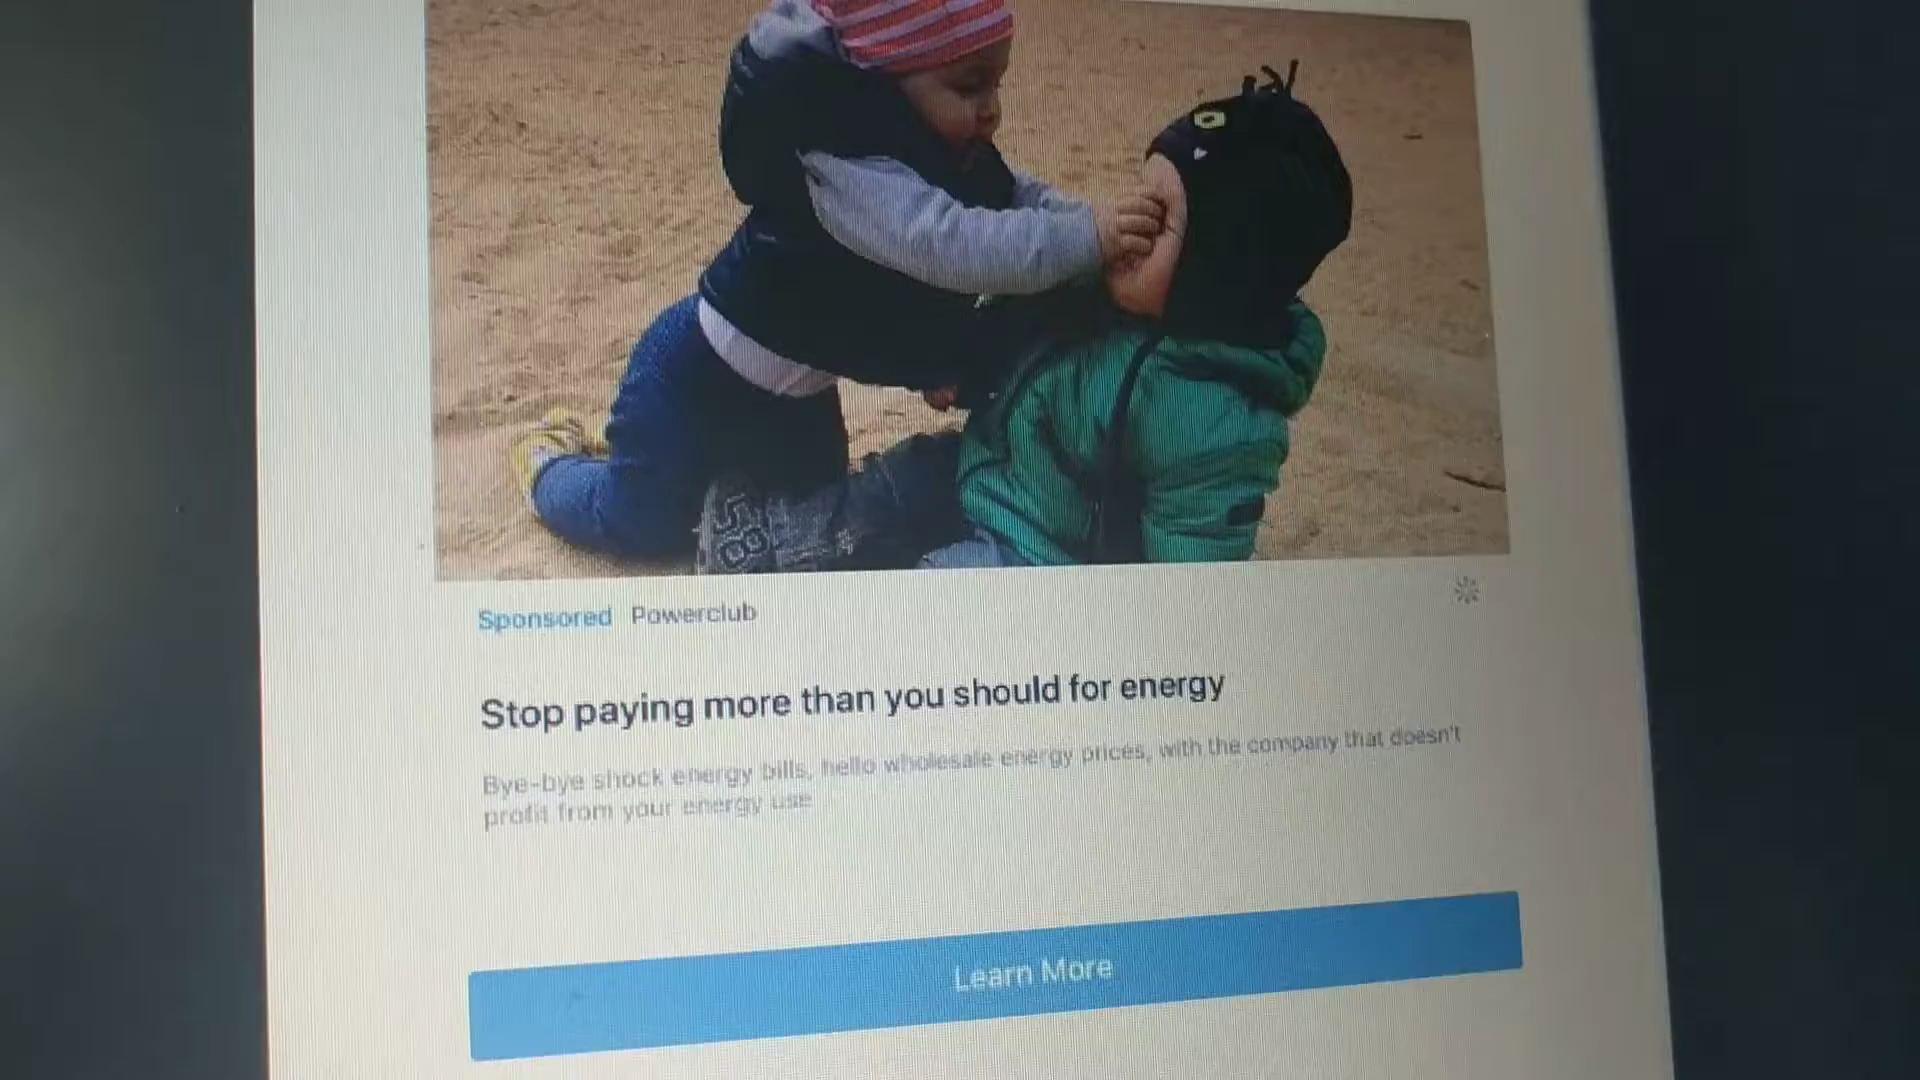 58
Sponsored Powerclub
Stop paying more than you should for energy
Bye-bye shock energy bills, hello wholesale energy prices, with the company that doesn't
profit from your energy use
Learn More